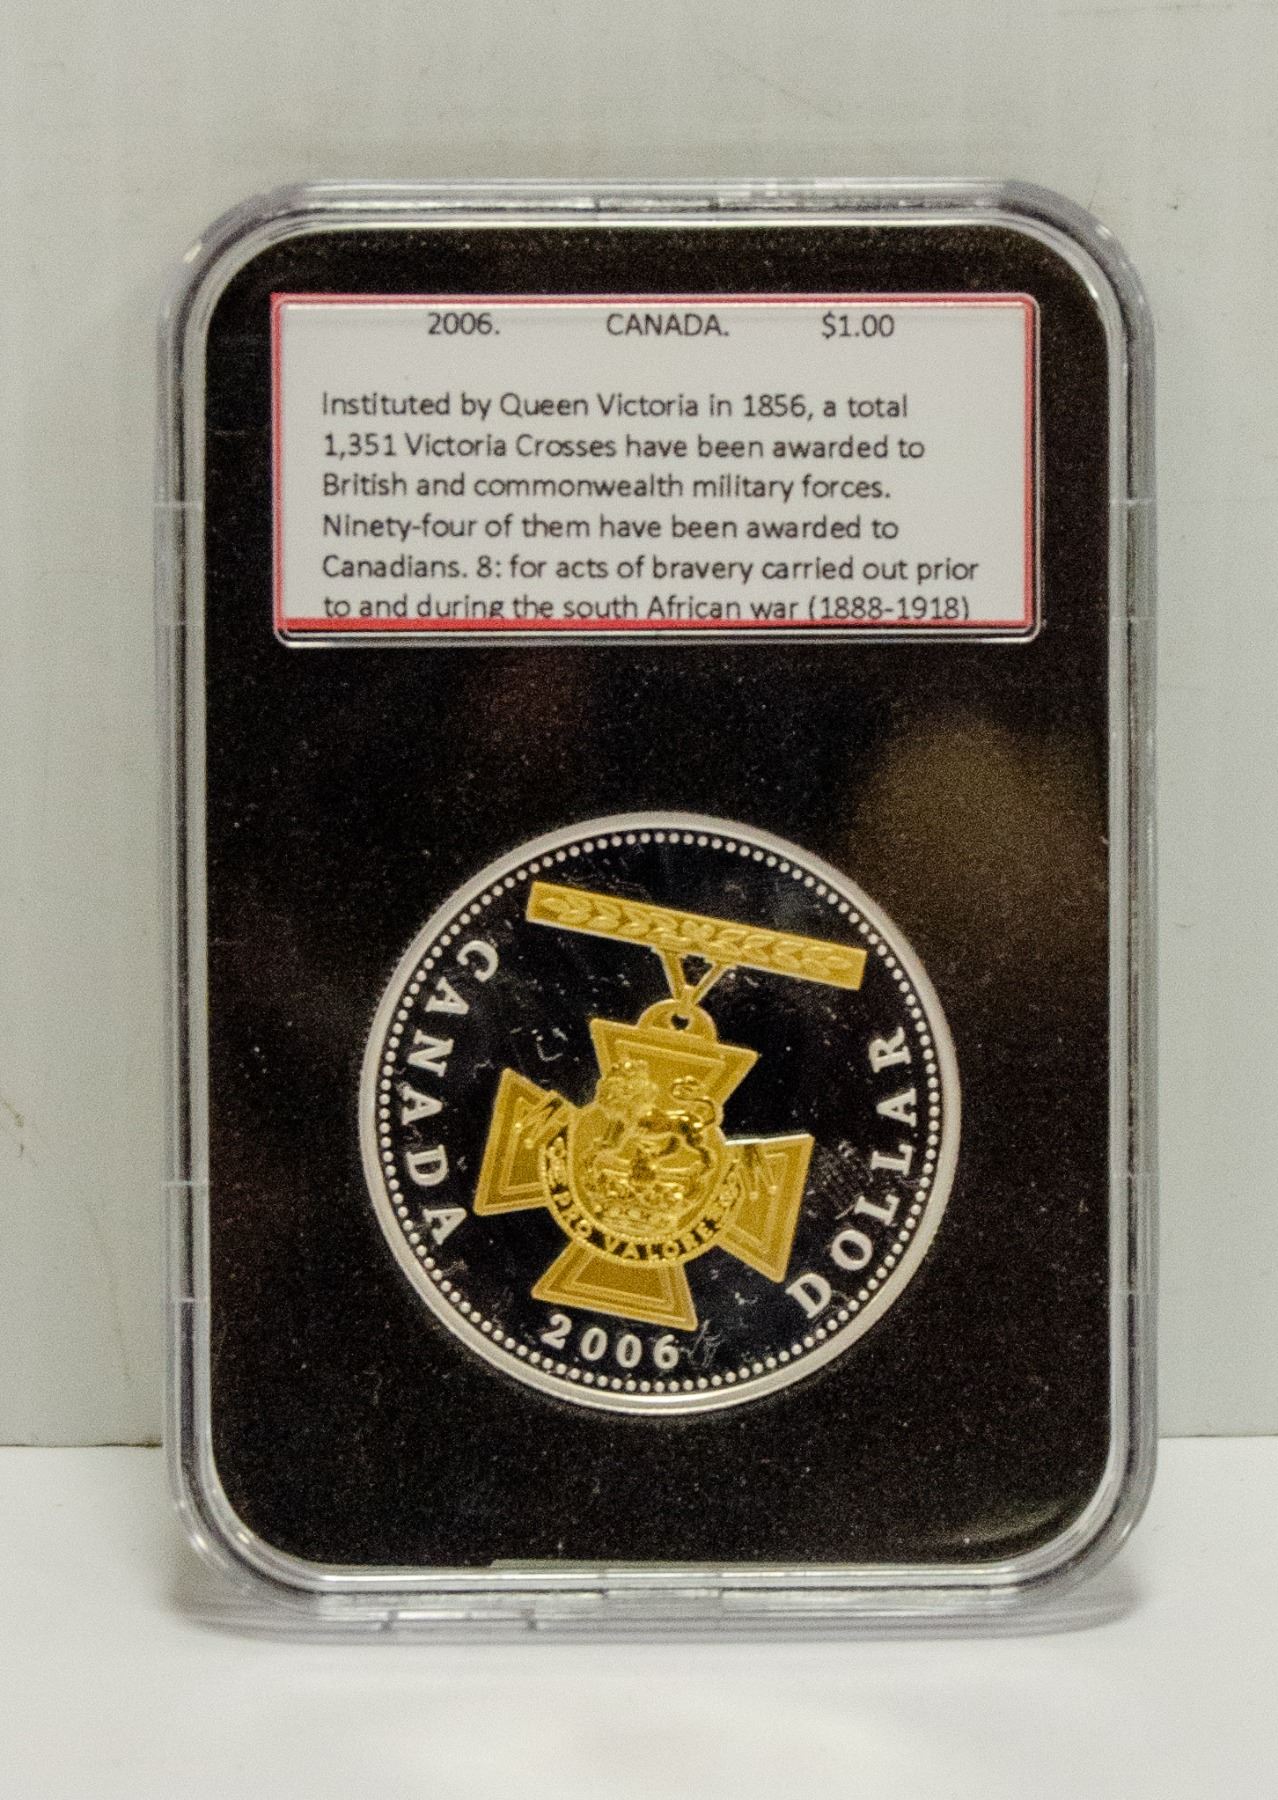 2006. CANADA. $1.00
Instituted by Queen Victoria in 1856, a total
1,351 Victoria Crosses have been awarded to
British and commonwealth military forces.
Ninety-four of them have been awarded to
Canadians. 8: for acts of bravery carried out prior
to and during the south African war (1888-1918)
CANADA
DOLLAR
PRO VALORE
2006